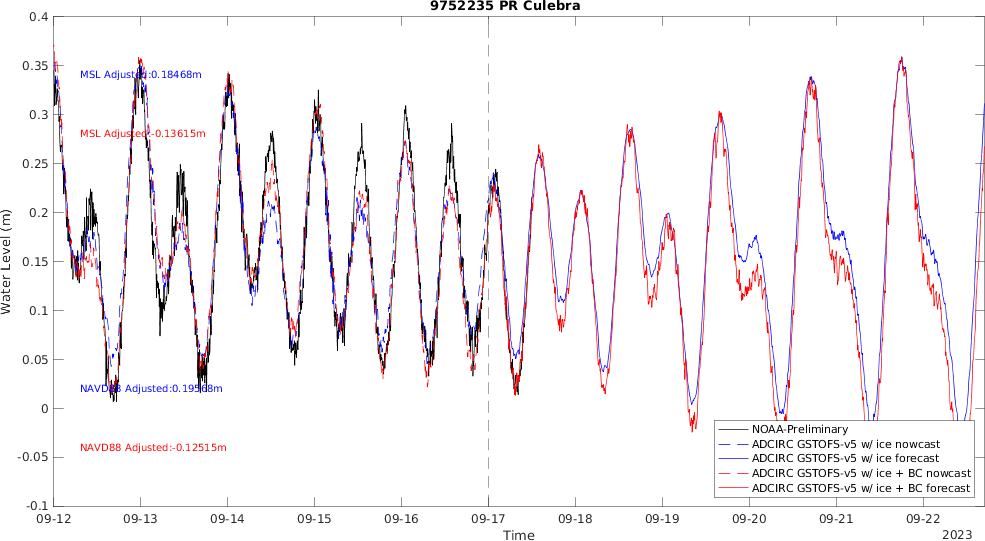 9752235 PR Culebra
0.4
0.35
0.3
0.25
0.2
0.15
0.1
0.05
0
-0.05
-0.1
Water Level (m)
MSL Adjusted:0.18468m
MSL Adjusted:-0.13615m
NAVD88 Adjusted:0.19568m
NAVD88 Adjusted:-0.12515m
NOAA-Preliminary
ADCIRC GSTOFS-v5 w/ ice nowcast
ADCIRC GSTOFS-v5 w/ ice forecast
ADCIRC GSTOFS-v5 w/ ice + BC nowcast
ADCIRC GSTOFS-v5 w/ ice + BC forecast
09-12 09-13 09-14 09-15 09-16 09-17 09-18 09-19 09-20 09-21 09-22
Time
2023